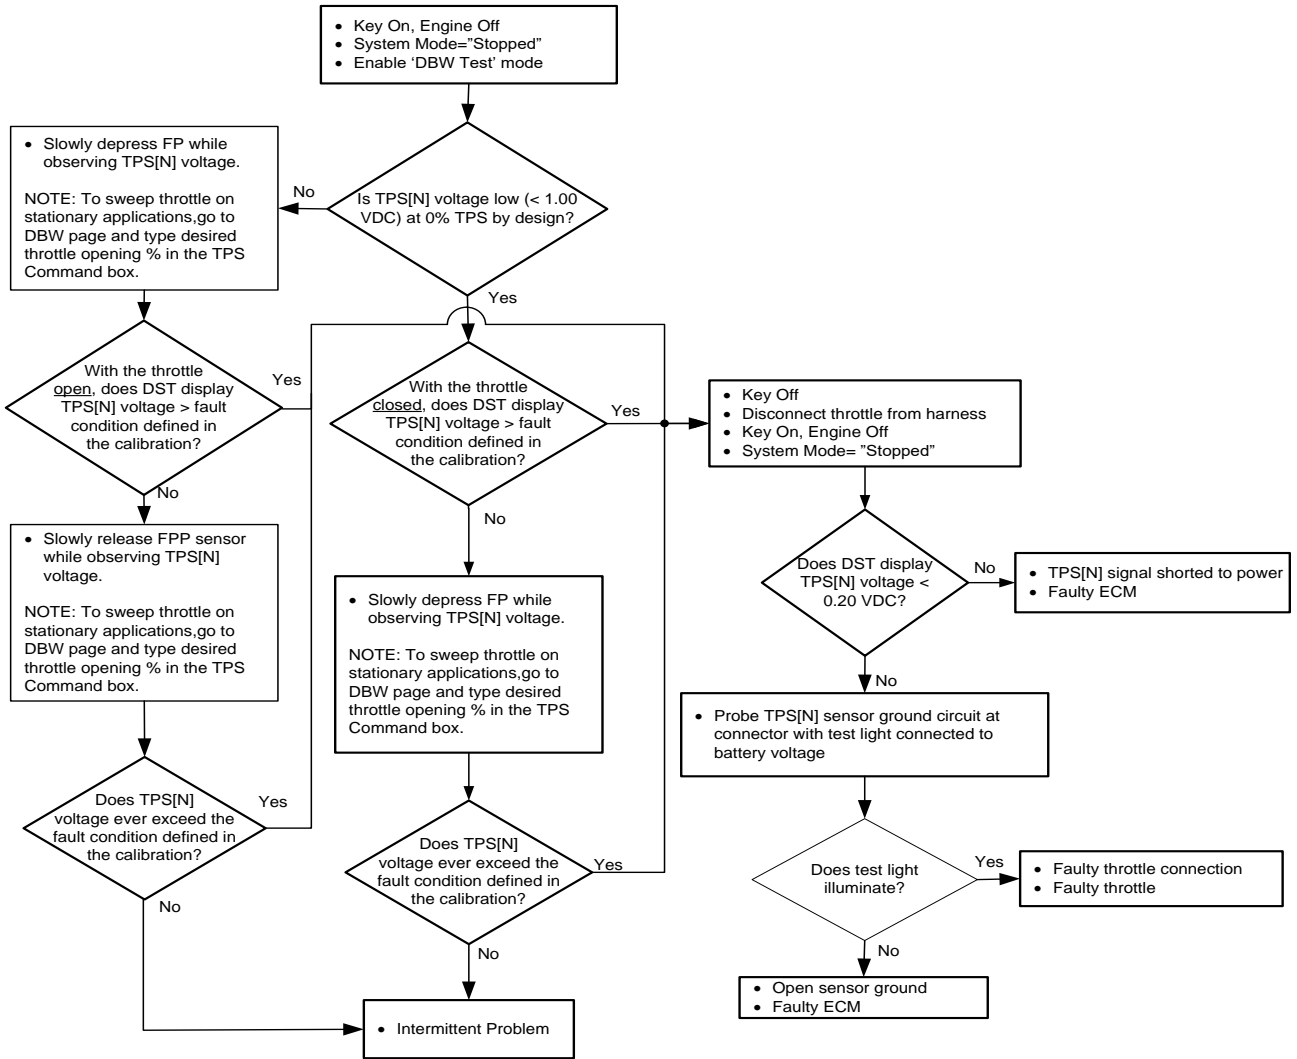 • Key On, Engine Off
• System Mode="Stopped"
• Enable 'DBW Test' mode
Is TPS[N] voltage low (< 1.00
VDC) at 0% TPS by design?
No
Yes
• Slowly depress FP while
observing TPS[N] voltage.
NOTE: To sweep throttle on
stationary applications,go to
DBW page and type desired
throttle opening % in the TPS
Command box.
With the throttle
open, does DST display
TPS[N] voltage > fault
condition defined in
the calibration?
Yes
No
• Slowly release FPP sensor
while observing TPS[N]
voltage.
NOTE: To sweep throttle on
stationary applications,go to
DBW page and type desired
throttle opening % in the TPS
Command box.
Does TPS[N]
voltage ever exceed the
fault condition defined in
the calibration?
Yes
No
With the throttle
closed, does DST display
TPS[N] voltage > fault
condition defined in
the calibration?
Yes
No
• Slowly depress FP while
observing TPS[N] voltage.
NOTE: To sweep throttle on
stationary applications,go to
DBW page and type desired
throttle opening % in the TPS
Command box.
Does TPS[N]
voltage ever exceed the
fault condition defined in
the calibration?
Yes
No
• Intermittent Problem
• Key Off
• Disconnect throttle from harness
• Key On, Engine Off
• System Mode= "Stopped"
Does DST display
TPS[N] voltage <
0.20 VDC?
No
• TPS[N] signal shorted to power
• Faulty ECM
No
• Probe TPS[N] sensor ground circuit at
connector with test light connected to
battery voltage
Does test light
illuminate?
Yes
• Faulty throttle connection
• Faulty throttle
No
• Open sensor ground
• Faulty ECM